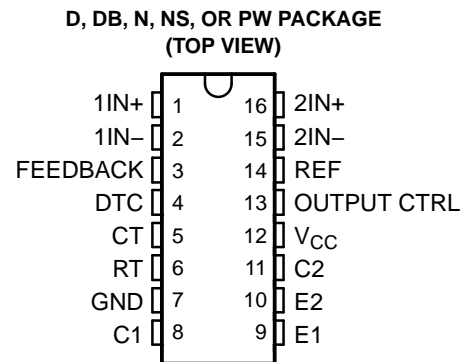 D, DB, N, NS, OR PW PACKAGE
(TOP VIEW)
1IN+ 1 16 2IN+
1IN− 2 15 2IN−
FEEDBACK 3 14 REF
DTC 4 13 OUTPUT CTRL
CT 5 12 VCC
RT 6 11 C2
GND 7 10 E2
C1 8 9 E1